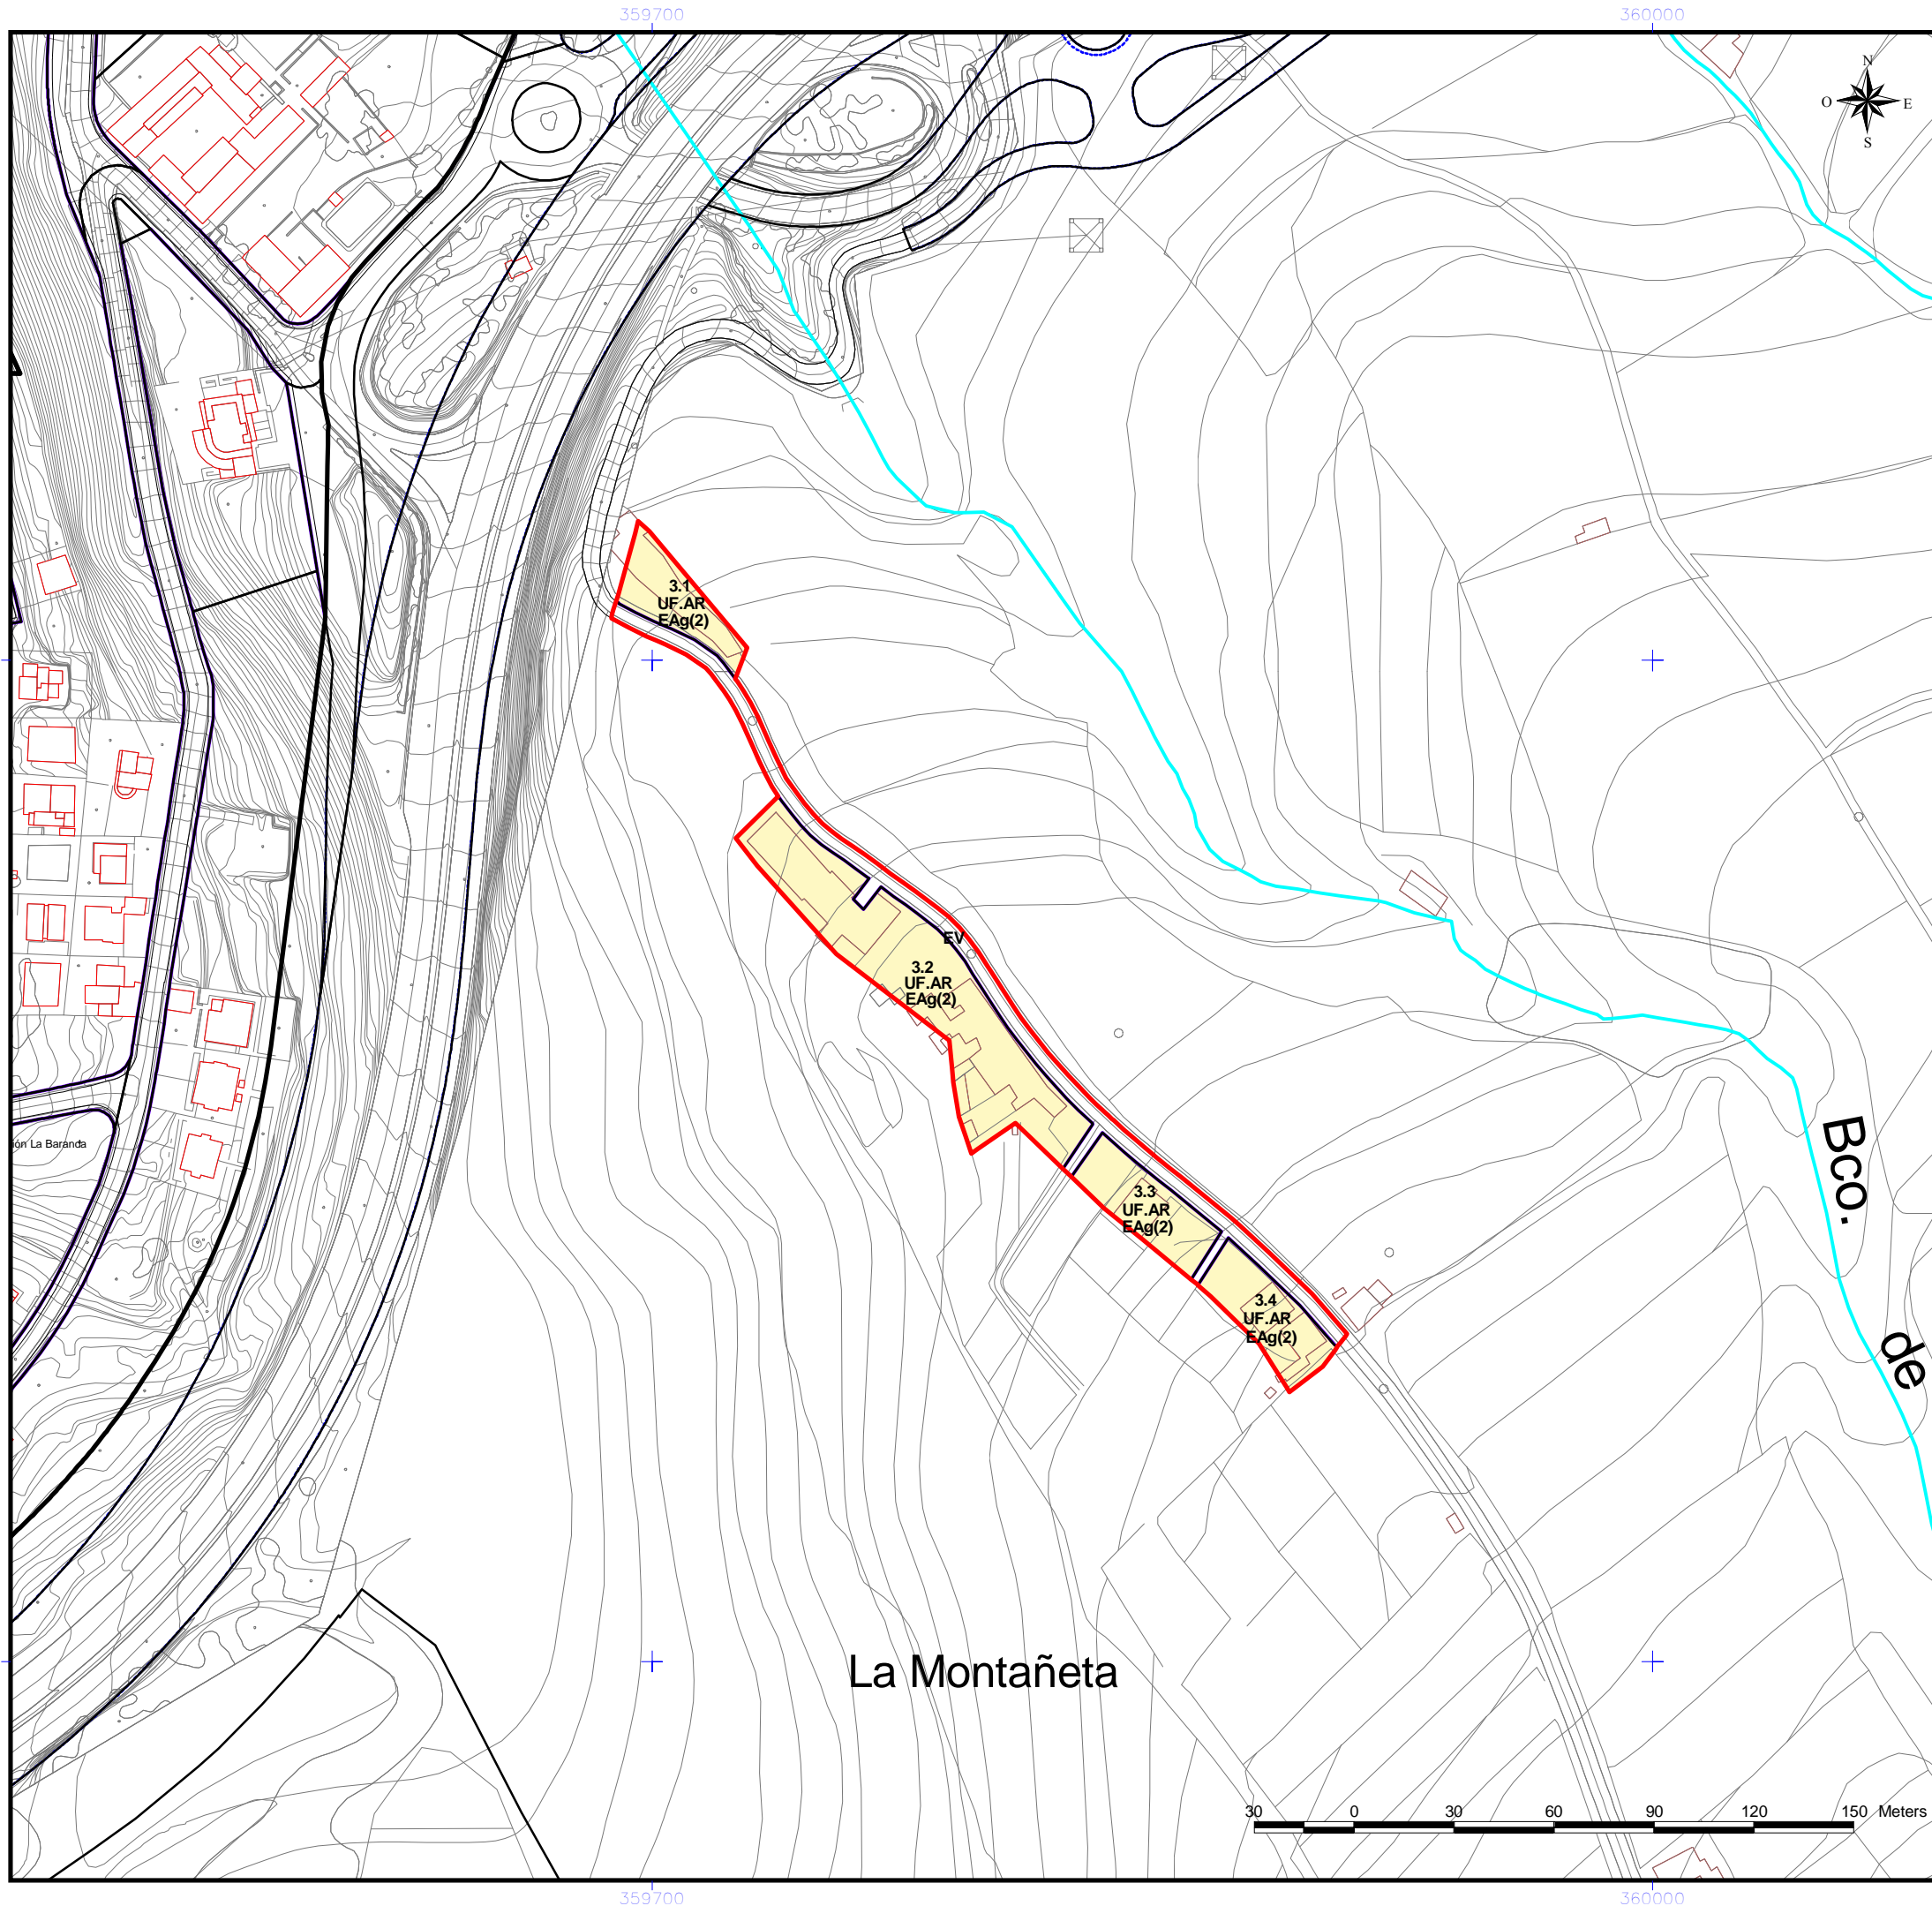 359700
360000
N
O
E
S
3.1
UF.AR
EAg(2)
EV
3.2
UF.AR
EAg(2)
ión La Baranda
Bco.
3.3
UF.AR
EAg(2)
3.4
UF.AR
EAg(2)
de
La Montañeta
30 0 30 60 90 120 150 Meters
359700
360000